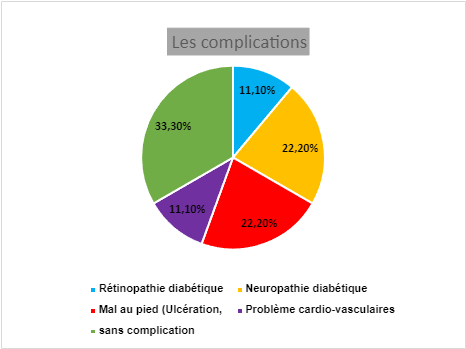 Les complications
11,10%
33,30%
22,20%
11,10%
22,20%
Rétinopathie diabétique
Neuropathie diabétique
Mal au pied (Ulcération,
Problème cardio-vasculaires
sans complication